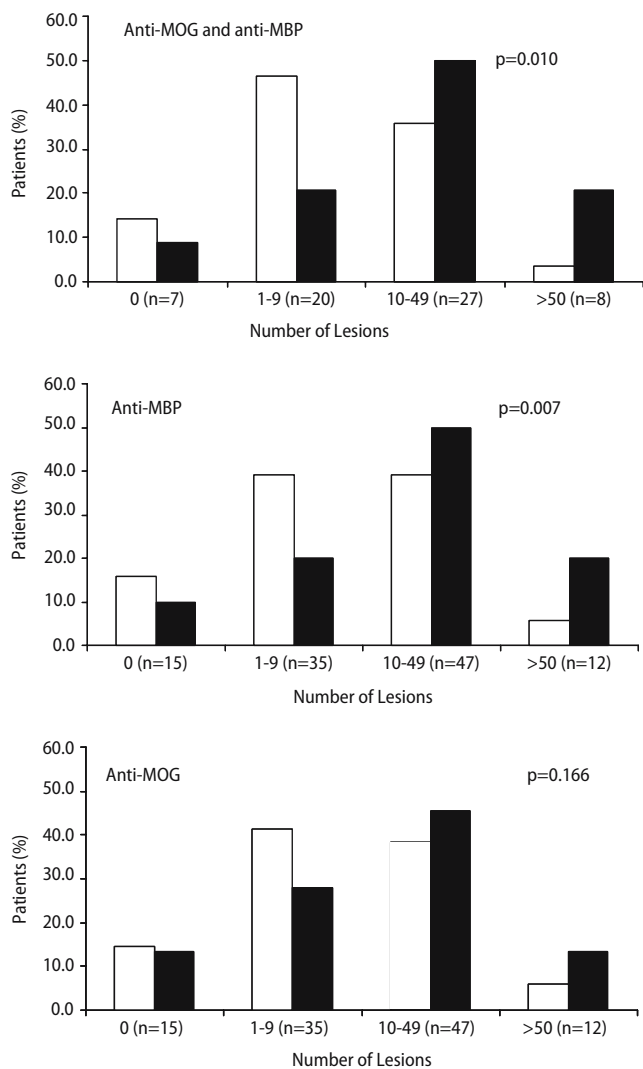 60.0
Anti-MOG and anti-MBP
p=0.010
50.0
40.0
30.0
20.0
10.0
0.0
Patients (%)
0 (n=7) 1-9 (n=20) 10-49 (n=27) >50 (n=8)
Number of Lesions
60.0
Anti-MBP
p=0.007
50.0
40.0
30.0
20.0
10.0
0.0
Patients (%)
0 (n=15) 1-9 (n=35) 10-49 (n=47) >50 (n=12)
Number of Lesions
60.0
Anti-MOG
p=0.166
50.0
40.0
30.0
20.0
10.0
0.0
Patients (%)
0 (n=15) 1-9 (n=35) 10-49 (n=47) >50 (n=12)
Number of Lesions